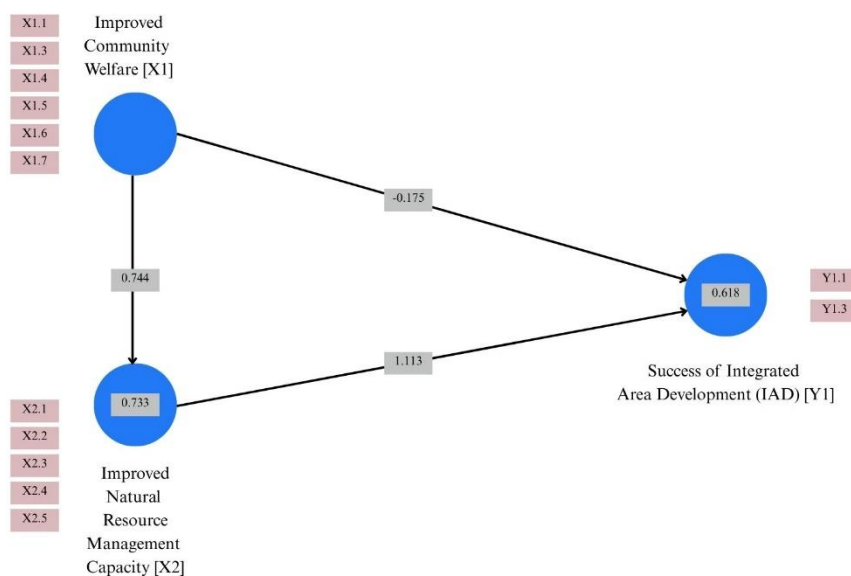 X1.1
X1.3
X1.4
X1.5
X1.6
X1.7
Improved
Community
Welfare [X1]
-0.175
0.744
0.618
Y1.1
Y1.3
1.113
Success of Integrated
Area Development (IAD) [Y1]
0.733
X2.1
X2.2
X2.3
X2.4
X2.5
Improved
Natural
Resource
Management
Capacity [X2]